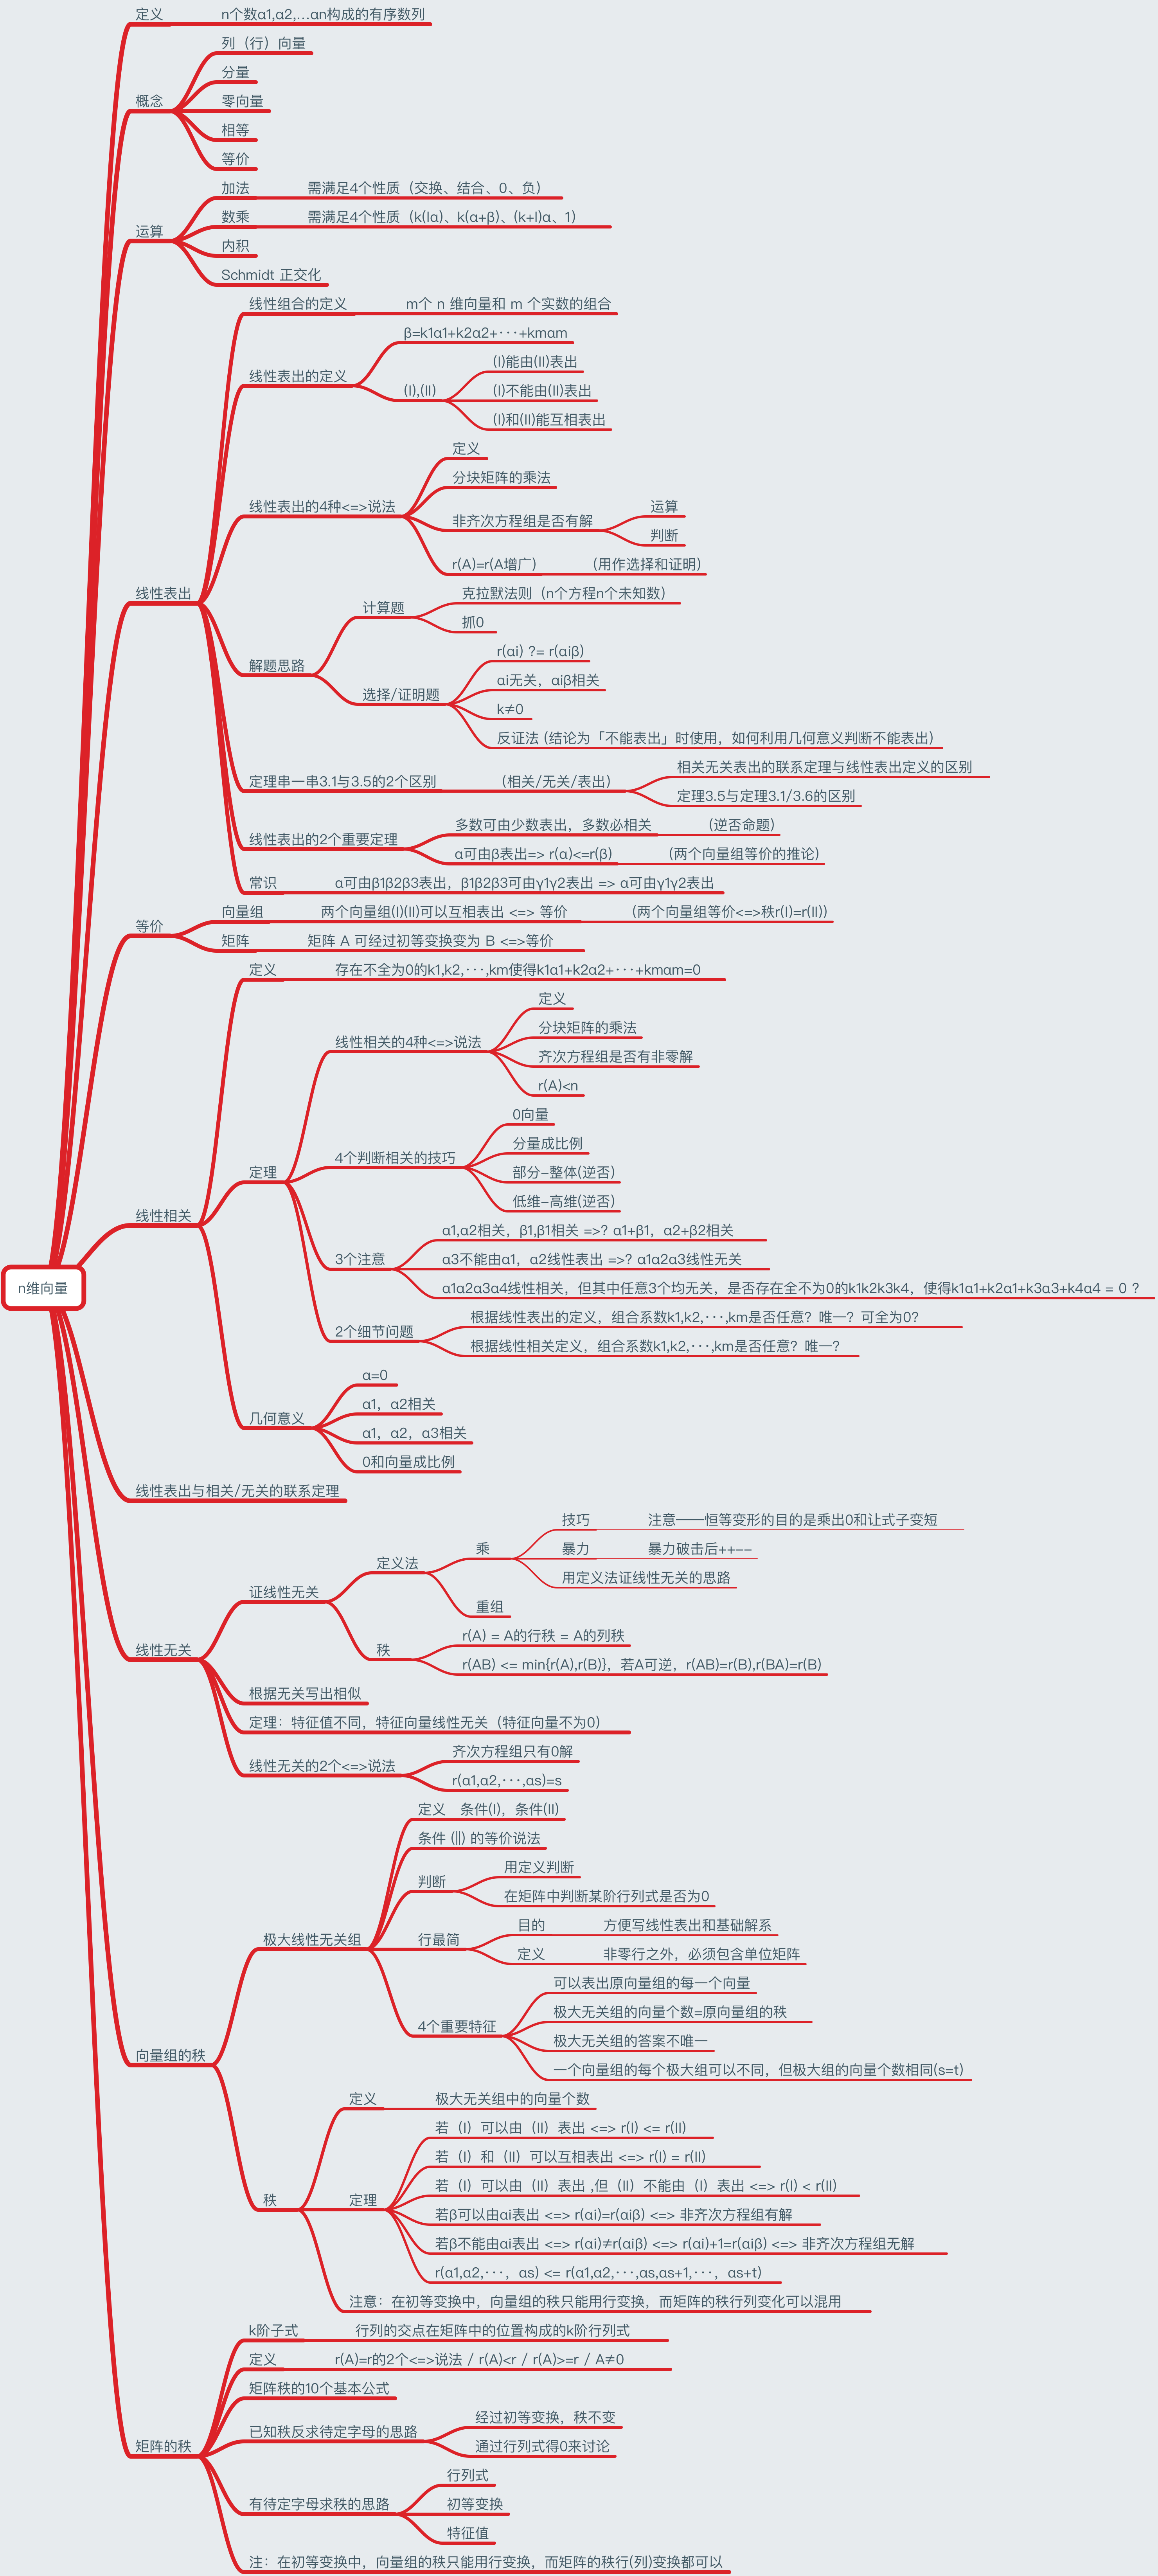 n维向量
定义
n个数α1,α2,...αn构成的有序数列
概念
列（行）向量
分量
零向量
相等
等价
运算
加法
需满足4个性质（交换、结合、0、负）
数乘
需满足4个性质（k(lα)、k(α+β)、(k+l)α、1）
内积
Schmidt 正交化
线性表出
线性组合的定义
m个 n 维向量和 m 个实数的组合
线性表出的定义
β=k1α1+k2α2+···+kmαm
(I),(II)
(I)能由(II)表出
(I)不能由(II)表出
(I)和(II)能互相表出
线性表出的4种<=>说法
定义
分块矩阵的乘法
非齐次方程组是否有解
运算
判断
r(A)=r(A增广)
(用作选择和证明)
解题思路
计算题
克拉默法则（n个方程n个未知数）
抓0
选择/证明题
r(αi) ?= r(αiβ)
αi无关，αiβ相关
k≠0
反证法 (结论为「不能表出」时使用，如何利用几何意义判断不能表出)
定理串一串3.1与3.5的2个区别
(相关/无关/表出)
相关无关表出的联系定理与线性表出定义的区别
定理3.5与定理3.1/3.6的区别
线性表出的2个重要定理
多数可由少数表出，多数必相关
(逆否命题)
α可由β表出=> r(α)<=r(β)
(两个向量组等价的推论)
常识
α可由β1β2β3表出，β1β2β3可由γ1γ2表出 => α可由γ1γ2表出
等价
向量组
两个向量组(I)(II)可以互相表出 <=> 等价
(两个向量组等价<=>秩r(I)=r(II))
矩阵
矩阵 A 可经过初等变换变为 B <=>等价
线性相关
定义
存在不全为0的k1,k2,···,km使得k1α1+k2α2+···+kmαm=0
定理
线性相关的4种<=>说法
定义
分块矩阵的乘法
齐次方程组是否有非零解
r(A)<n
4个判断相关的技巧
0向量
分量成比例
部分-整体(逆否)
低维-高维(逆否)
3个注意
α1,α2相关，β1,β1相关 =>? α1+β1，α2+β2相关
α3不能由α1，α2线性表出 =>? α1α2α3线性无关
α1α2α3α4线性相关，但其中任意3个均无关，是否存在全不为0的k1k2k3k4，使得k1α1+k2α1+k3α3+k4α4 = 0 ？
2个细节问题
根据线性表出的定义，组合系数k1,k2,···,km是否任意？唯一？可全为0？
根据线性相关定义，组合系数k1,k2,···,km是否任意？唯一？
几何意义
α=0
α1，α2相关
α1，α2，α3相关
0和向量成比例
线性表出与相关/无关的联系定理
线性无关
证线性无关
定义法
乘
技巧
注意——恒等变形的目的是乘出0和让式子变短
暴力
暴力破击后++--
用定义法证线性无关的思路
重组
秩
r(A) = A的行秩 = A的列秩
r(AB) <= min{r(A),r(B)}，若A可逆，r(AB)=r(B),r(BA)=r(B)
根据无关写出相似
定理：特征值不同，特征向量线性无关（特征向量不为0）
线性无关的2个<=>说法
齐次方程组只有0解
r(α1,α2,···,αs)=s
向量组的秩
极大线性无关组
定义 条件(I)，条件(II)
条件 (||) 的等价说法
判断
用定义判断
在矩阵中判断某阶行列式是否为0
行最简
目的
方便写线性表出和基础解系
定义
非零行之外，必须包含单位矩阵
4个重要特征
可以表出原向量组的每一个向量
极大无关组的向量个数=原向量组的秩
极大无关组的答案不唯一
一个向量组的每个极大组可以不同，但极大组的向量个数相同(s=t)
秩
定义
极大无关组中的向量个数
定理
若（I）可以由（II）表出 <=> r(I) <= r(II)
若（I）和（II）可以互相表出 <=> r(I) = r(II)
若（I）可以由（II）表出 ,但（II）不能由（I）表出 <=> r(I) < r(II)
若β可以由αi表出 <=> r(αi)=r(αiβ) <=> 非齐次方程组有解
若β不能由αi表出 <=> r(αi)≠r(αiβ) <=> r(αi)+1=r(αiβ) <=> 非齐次方程组无解
r(α1,α2,···，αs) <= r(α1,α2,···,αs,αs+1,···，αs+t)
注意：在初等变换中，向量组的秩只能用行变换，而矩阵的秩行列变化可以混用
矩阵的秩
k阶子式
行列的交点在矩阵中的位置构成的k阶行列式
定义
r(A)=r的2个<=>说法 / r(A)<r / r(A)>=r / A≠0
矩阵秩的10个基本公式
已知秩反求待定字母的思路
经过初等变换，秩不变
通过行列式得0来讨论
有待定字母求秩的思路
行列式
初等变换
特征值
注：在初等变换中，向量组的秩只能用行变换，而矩阵的秩行(列)变换都可以